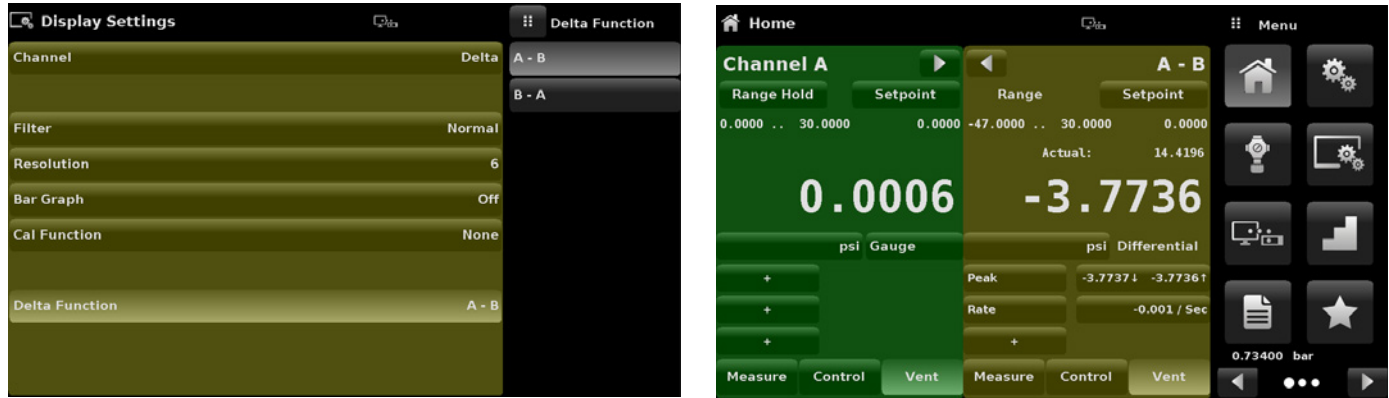 Display Settings
Delta Function
Channel Delta
A - B
B - A
Filter Normal
Resolution 6
Bar Graph Off
Cal Function None
Delta Function A - B
Home
Menu
Channel A
A - B
Range Hold Setpoint
Range Setpoint
0.0000 .. 30.0000 0.0000
-47.0000 .. 30.0000 0.0000
Actual: 14.4196
0.0006
-3.7736
psi Gauge
psi Differential
+
Peak -3.7737↓ -3.7736↑
+
Rate -0.001 / Sec
+
+
Measure Control Vent
Measure Control Vent
0.73400 bar